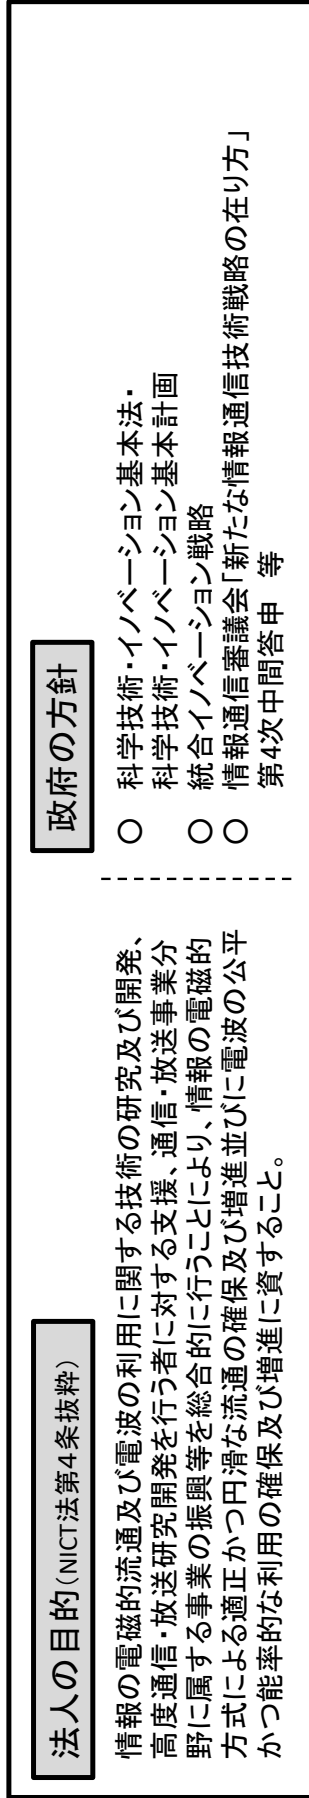 法人の目的(NICT法第4条抜粋)
情報の電磁的流通及び電波の利用に関する技術の研究及び開発、
高度通信・放送研究開発を行う者に対する支援、通信・放送事業分
野に属する事業の振興等を総合的に行うことにより、情報の電磁的
方式による適正かつ円滑な流通の確保及び増進並びに電波の公平
かつ能率的な利用の確保及び増進に資すること。
政府の方針
○ 科学技術・イノベーション基本法・
科学技術・イノベーション基本計画
○ 統合イノベーション戦略
○ 情報通信審議会「新たな情報通信技術戦略の在り方」
第4次中間答申 等